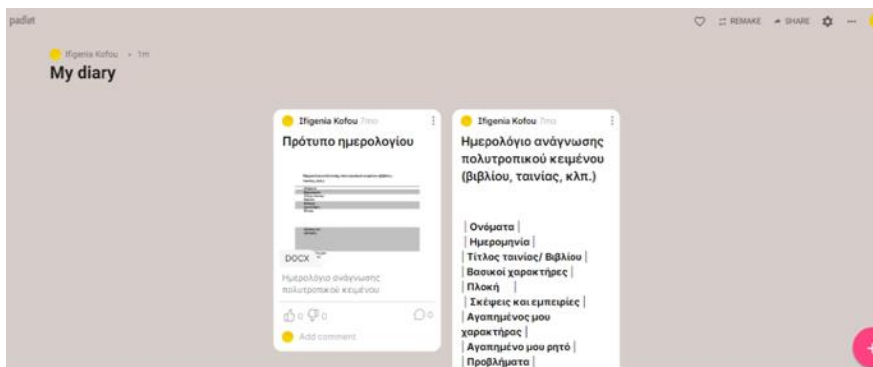 padlet
REMAKE SHARE
Ifigenia Kofou • 1m
My diary
Ifigenia Kofou 7mo
Πρότυπο ημερολογίου
DOCX
Ημερολόγιο ανάγνωσης
πολυτροπικού κειμένου
0 0 0
Add comment
Ifigenia Kofou 7mo
Ημερολόγιο ανάγνωσης
πολυτροπικού κειμένου
(βιβλίου, ταινίας, κλπ.)
| Ονόματα |
| Ημερομηνία |
| Τίτλος ταινίας/ Βιβλίου |
| Βασικοί χαρακτήρες |
| Πλοκή |
| Σκέψεις και εμπειρίες |
| Αγαπημένος μου
χαρακτήρας |
| Αγαπημένο μου ρητό |
| Προβλήματα |